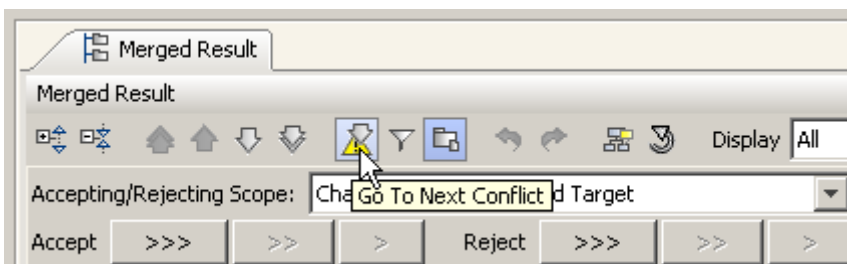 Merged Result
Merged Result
Display All
Accepting/Rejecting Scope: Cha Go To Next Conflict d Target
Accept >>> >> > Reject >>> >> >